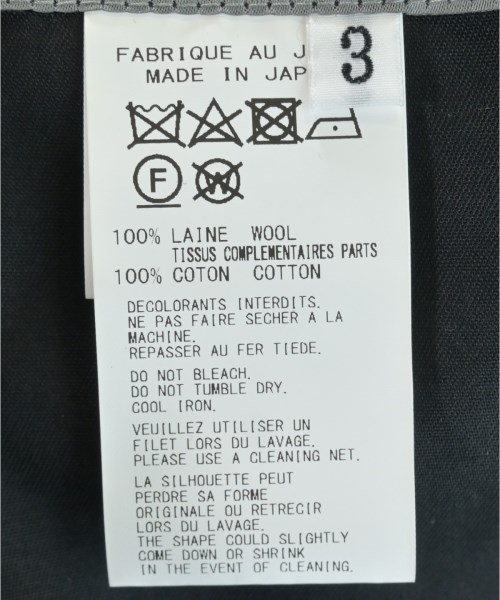 FABRIQUE AU J
MADE IN JAP
3
F
W
100% LAINE WOOL
TISSUS COMPLEMENTAIRES PARTS
100% COTON COTTON
DECOLORANTS INTERDITS.
NE PAS FAIRE SECHER A LA
MACHINE.
REPASSER AU FER TIEDE.
DO NOT BLEACH.
DO NOT TUMBLE DRY.
COOL IRON.
VEUILLEZ UTILISER UN
FILET LORS DU LAVAGE.
PLEASE USE A CLEANING NET.
LA SILHOUETTE PEUT
PERDRE SA FORME
ORIGINALE OU RETRECIR
LORS DU LAVAGE.
THE SHAPE COULD SLIGHTLY
COME DOWN OR SHRINK
IN THE EVENT OF CLEANING.